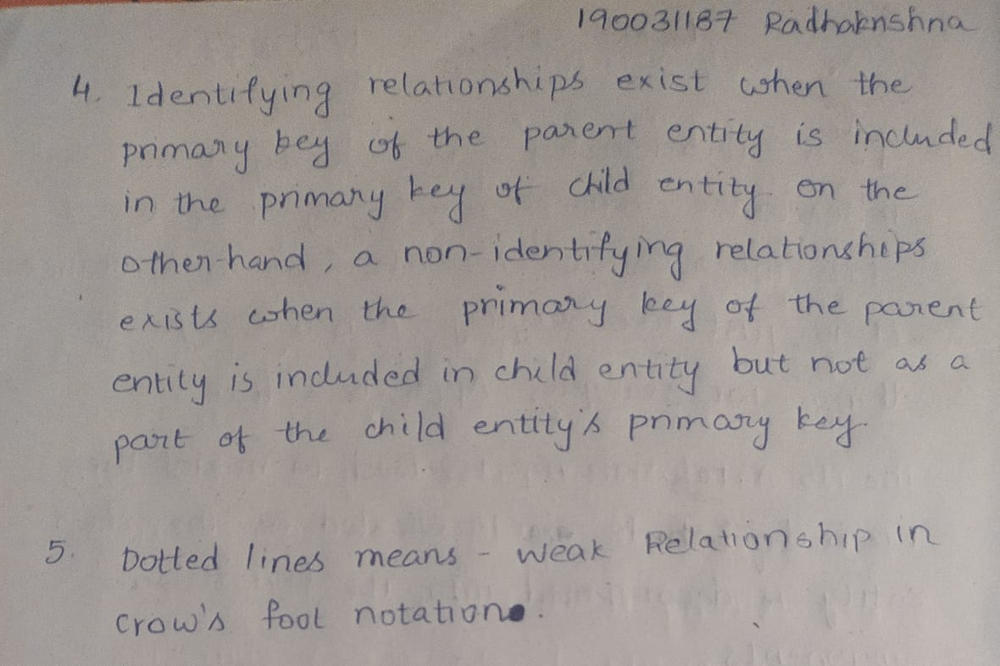 190031187 Radhakrishna
4. Identifying relationships exist when the
primary key of the parent entity is included
in the primary key of child entity. on the
other-hand, a non-identifying relationships
exists when the primary key of the parent
entity is included in child entity but not as a
part of the child entity's primary key.
5. Dotted lines means - weak Relationship in
crow's foot notation.